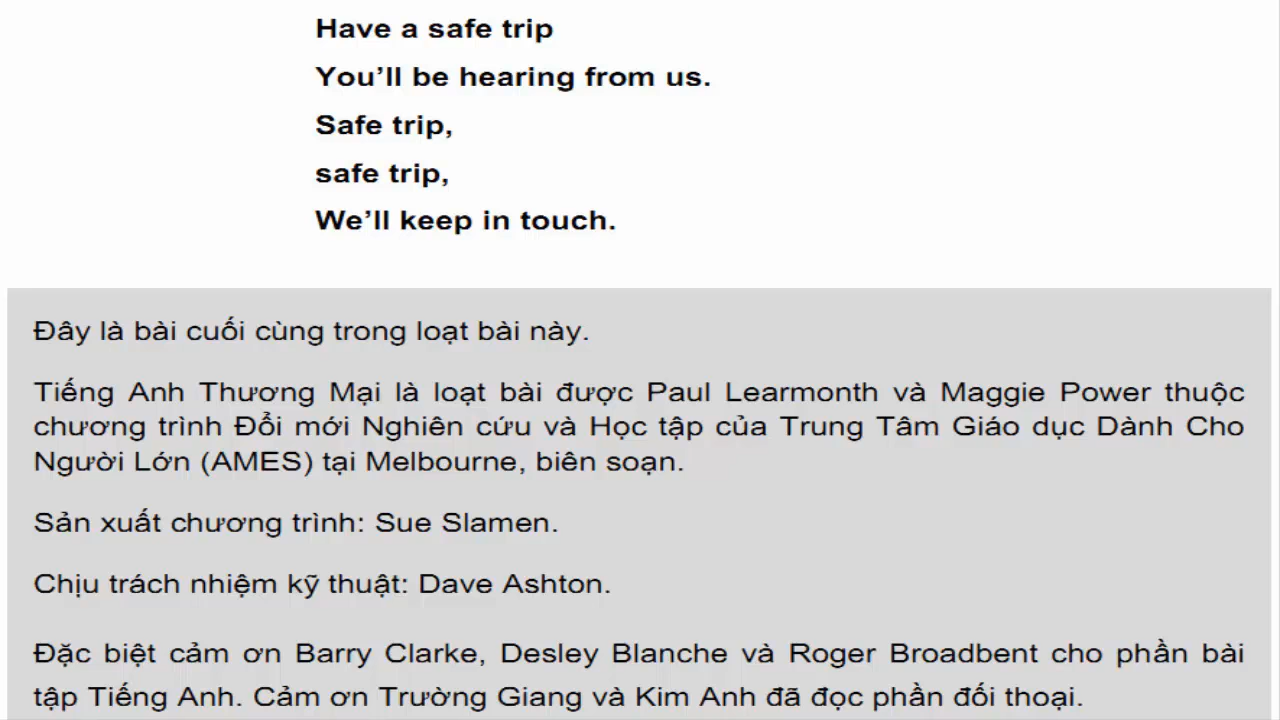 Have a safe trip
You’ll be hearing from us.
Safe trip,
safe trip,
We’ll keep in touch.
Đây là bài cuối cùng trong loạt bài này.
Tiếng Anh Thương Mại là loạt bài được Paul Learmonth và Maggie Power thuộc
chương trình Đổi mới Nghiên cứu và Học tập của Trung Tâm Giáo dục Dành Cho
Người Lớn (AMES) tại Melbourne, biên soạn.
Sản xuất chương trình: Sue Slamen.
Chịu trách nhiệm kỹ thuật: Dave Ashton.
Đặc biệt cảm ơn Barry Clarke, Desley Blanche và Roger Broadbent cho phần bài
tập Tiếng Anh. Cảm ơn Trường Giang và Kim Anh đã đọc phần đối thoại.